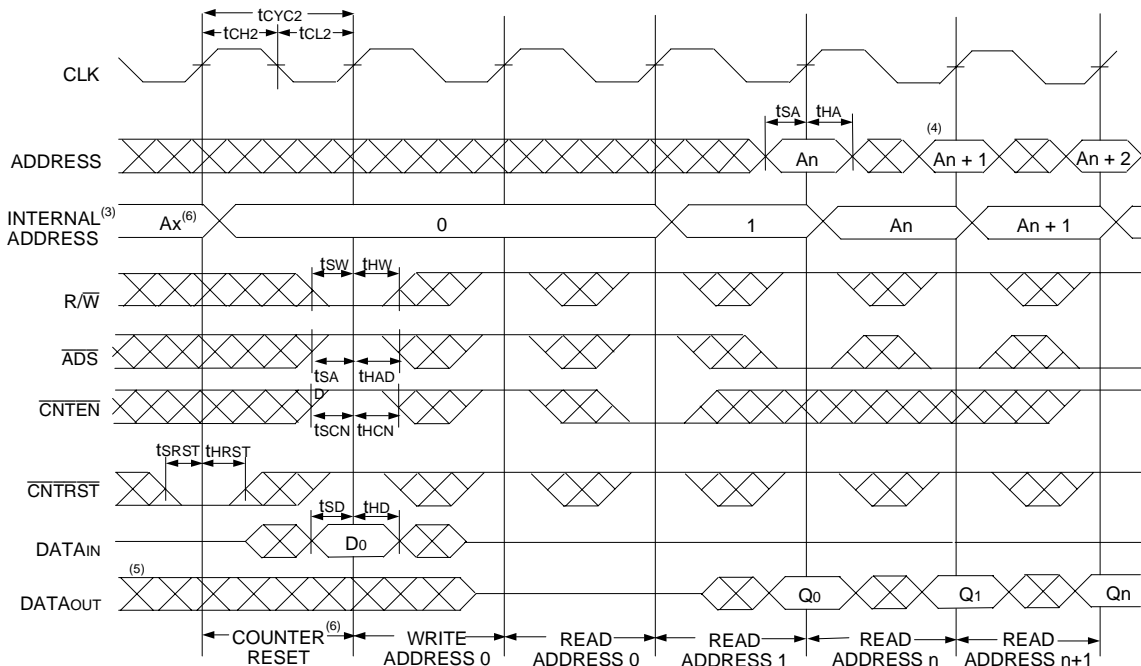 tCYC2
tCH2 tCL2
CLK
tSA tHA
ADDRESS An (4) An + 1 An + 2
INTERNAL(3) ADDRESS Ax(6) 0 1 An An + 1
tSW tHW
R/W
ADS
tSAD tHAD
CNTEN
tSCN tHCN
tSRST tHRST
CNTRST
tSD tHD
DATAIN D0
(5)
DATAOUT Q0 Q1 Qn
COUNTER(6) RESET
WRITE ADDRESS 0
READ ADDRESS 0
READ ADDRESS 1
READ ADDRESS n
READ ADDRESS n+1